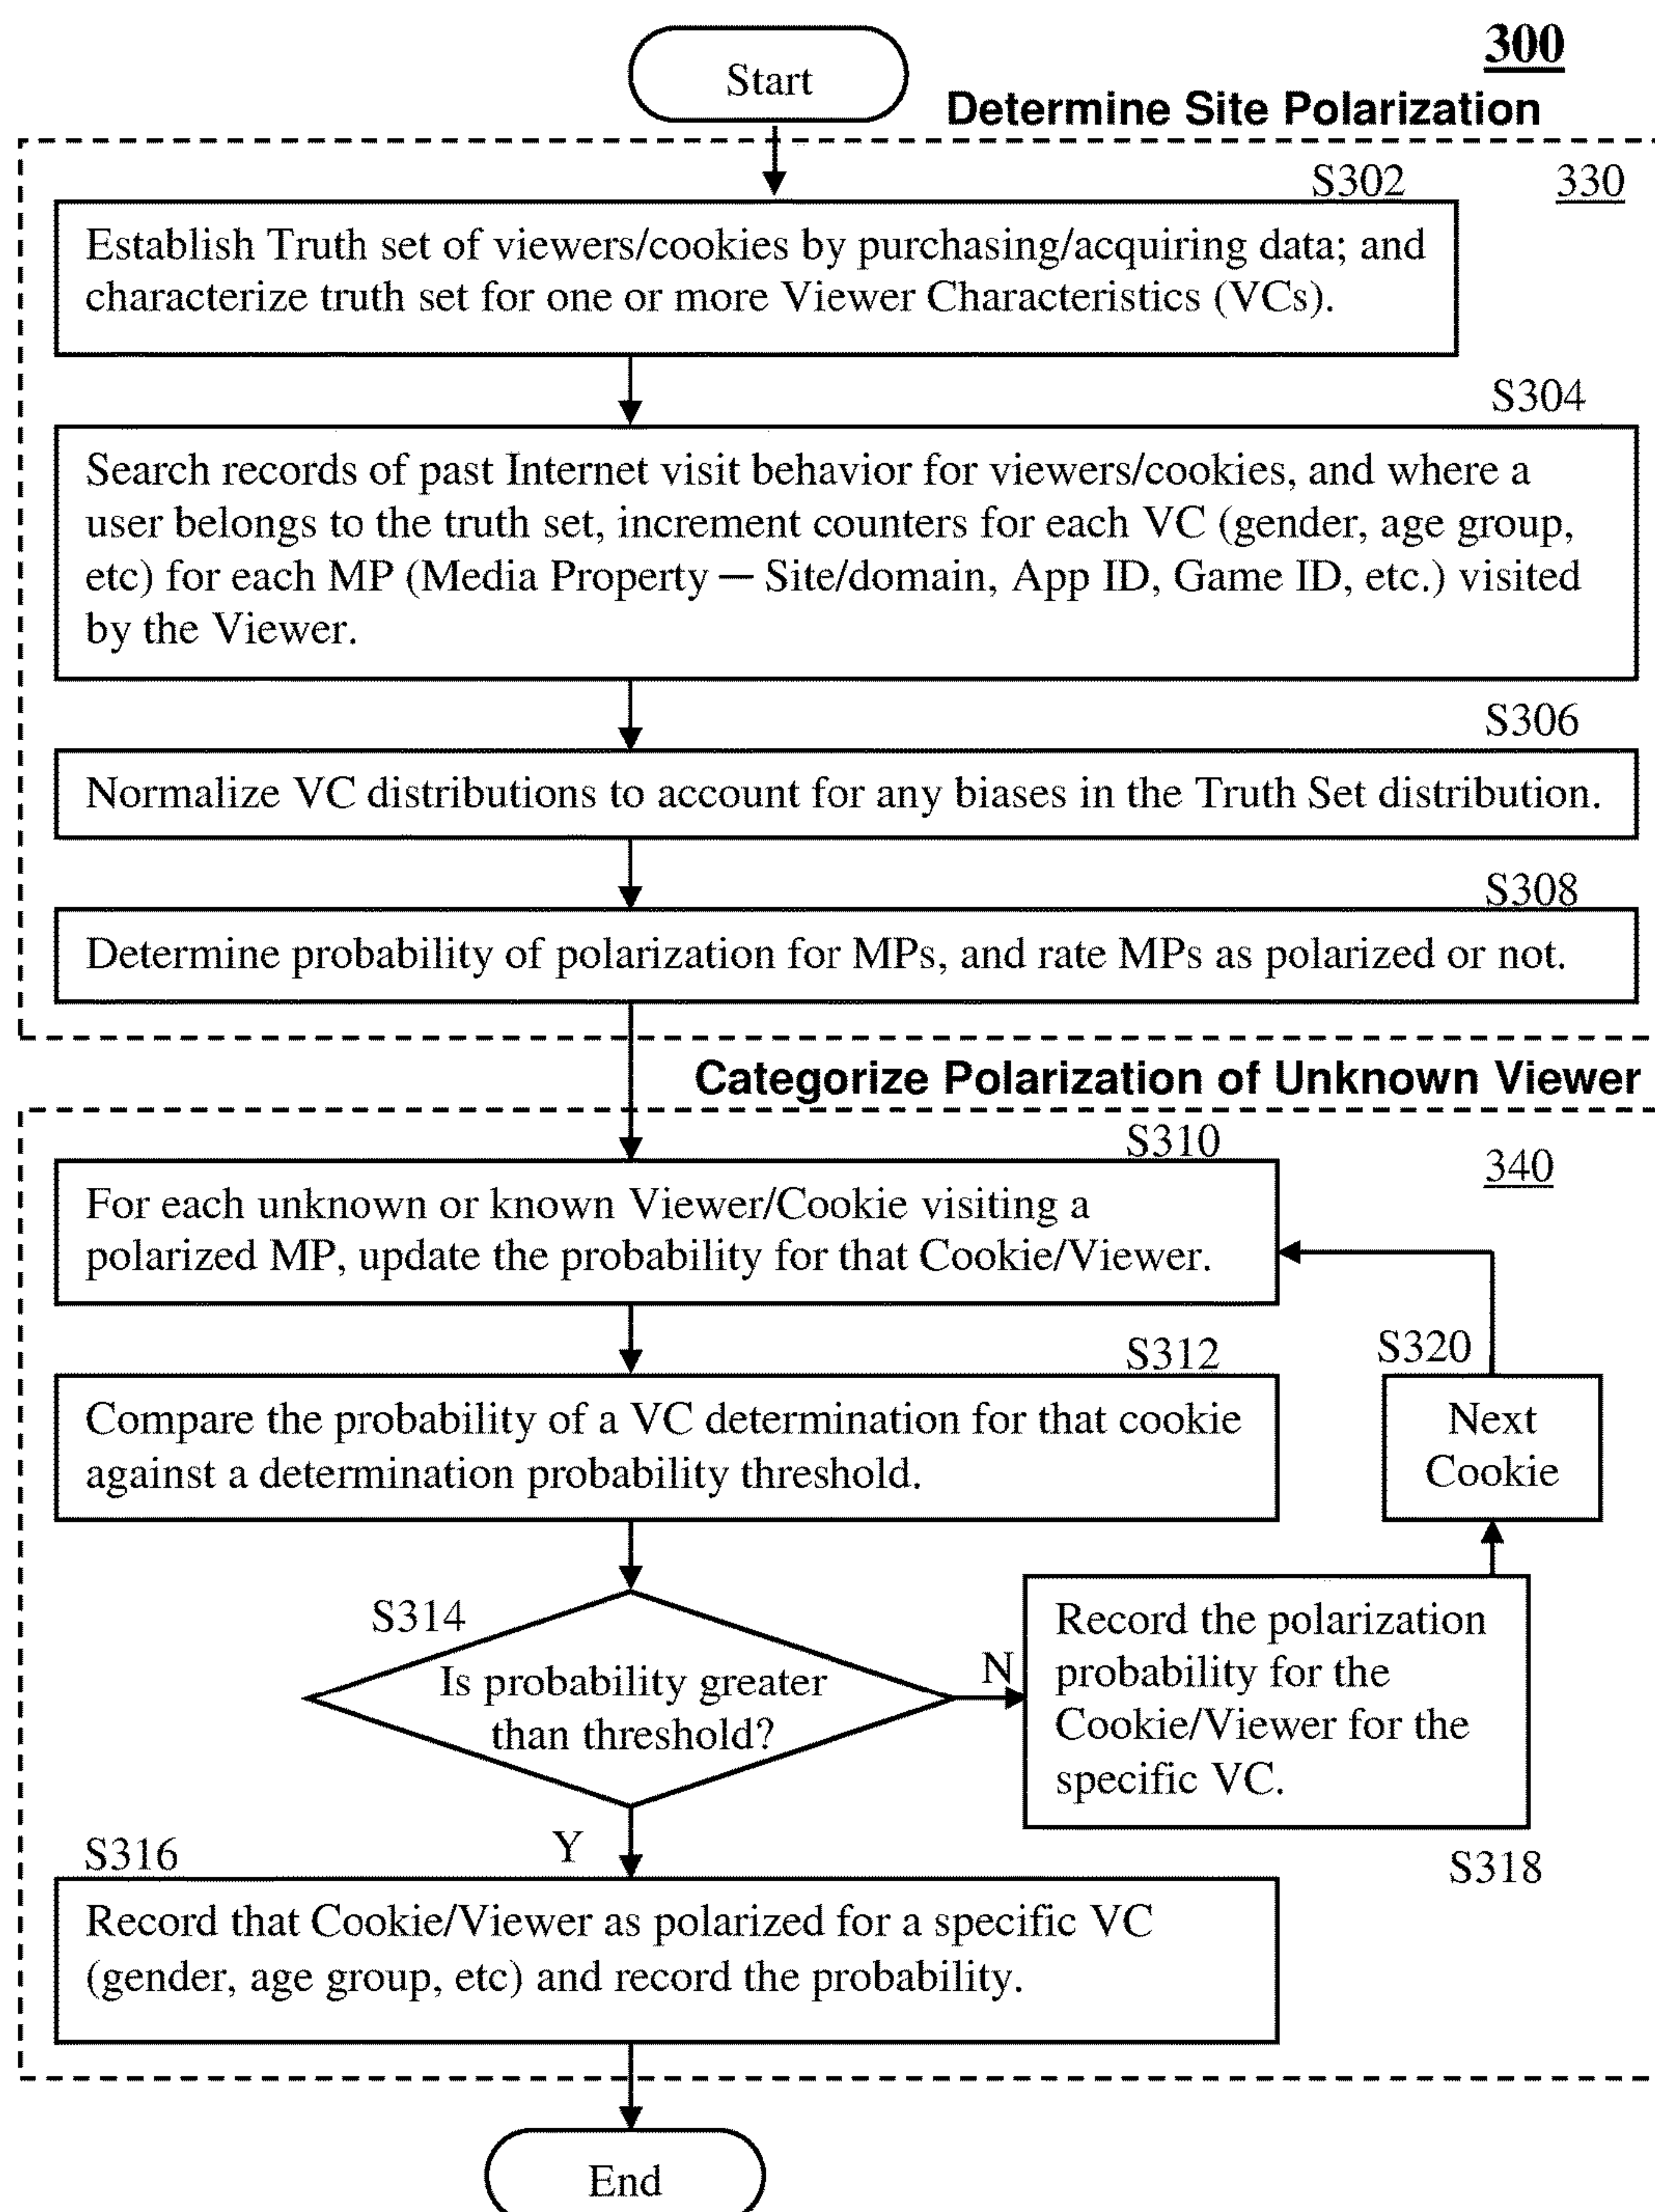 300
Start
Determine Site Polarization
S302
330
Establish Truth set of viewers/cookies by purchasing/acquiring data; and
characterize truth set for one or more Viewer Characteristics (VCs).
S304
Search records of past Internet visit behavior for viewers/cookies, and where a
user belongs to the truth set, increment counters for each VC (gender, age group,
etc) for each MP (Media Property — Site/domain, App ID, Game ID, etc.) visited
by the Viewer.
S306
Normalize VC distributions to account for any biases in the Truth Set distribution.
S308
Determine probability of polarization for MPs, and rate MPs as polarized or not.
Categorize Polarization of Unknown Viewer
S310
340
For each unknown or known Viewer/Cookie visiting a
polarized MP, update the probability for that Cookie/Viewer.
S312
S320
Compare the probability of a VC determination for that cookie
against a determination probability threshold.
Next
Cookie
S314
Is probability greater
than threshold?
N
Record the polarization
probability for the
Cookie/Viewer for the
specific VC.
S318
Y
S316
Record that Cookie/Viewer as polarized for a specific VC
(gender, age group, etc) and record the probability.
End